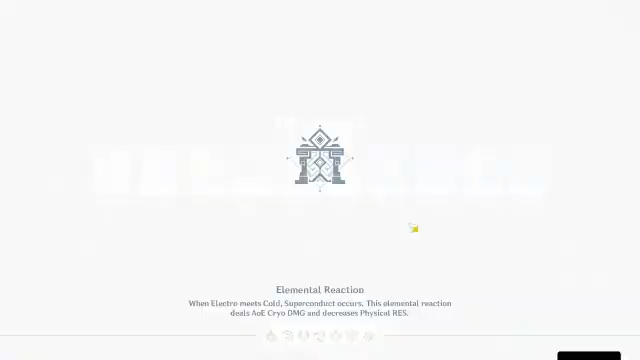 Elemental Reaction
When Electro meets Cold, Superconduct occurs. This elemental reaction
deals AoE Cryo DMG and decreases Physical RES.